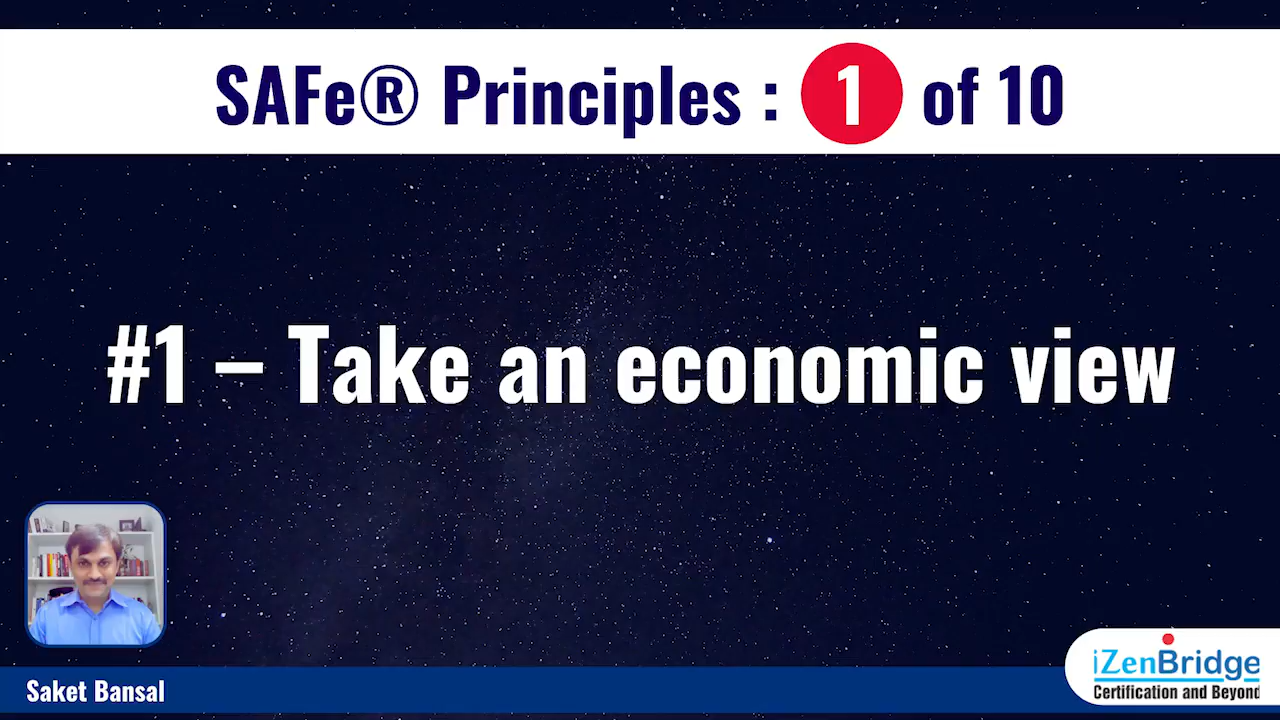 SAFe® Principles : 1 of 10
#1 – Take an economic view
Saket Bansal
iZenBridge
Certification and Beyond